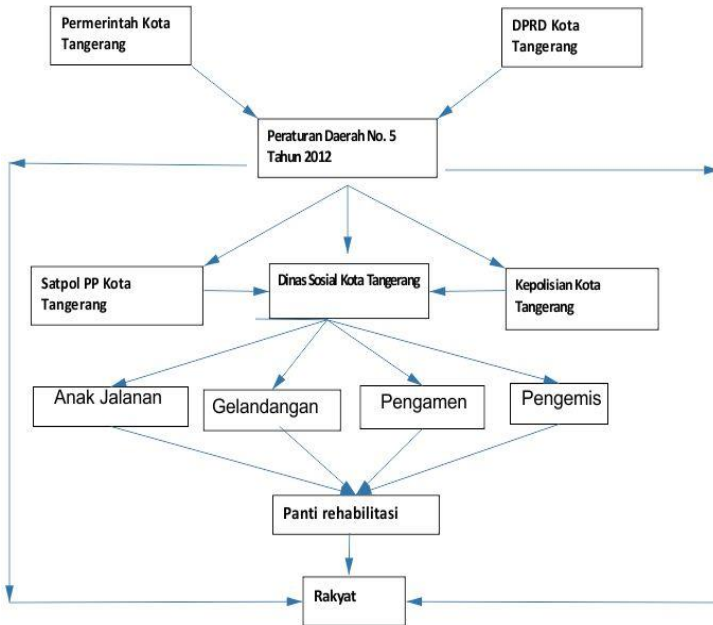 Permerintah Kota
Tangerang
DPRD Kota
Tangerang
Peraturan Daerah No. 5
Tahun 2012
Satpol PP Kota
Tangerang
Dinas Sosial Kota Tangerang
Kepolisian Kota
Tangerang
Anak Jalanan
Gelandangan
Pengamen
Pengemis
Panti rehabilitasi
Rakyat